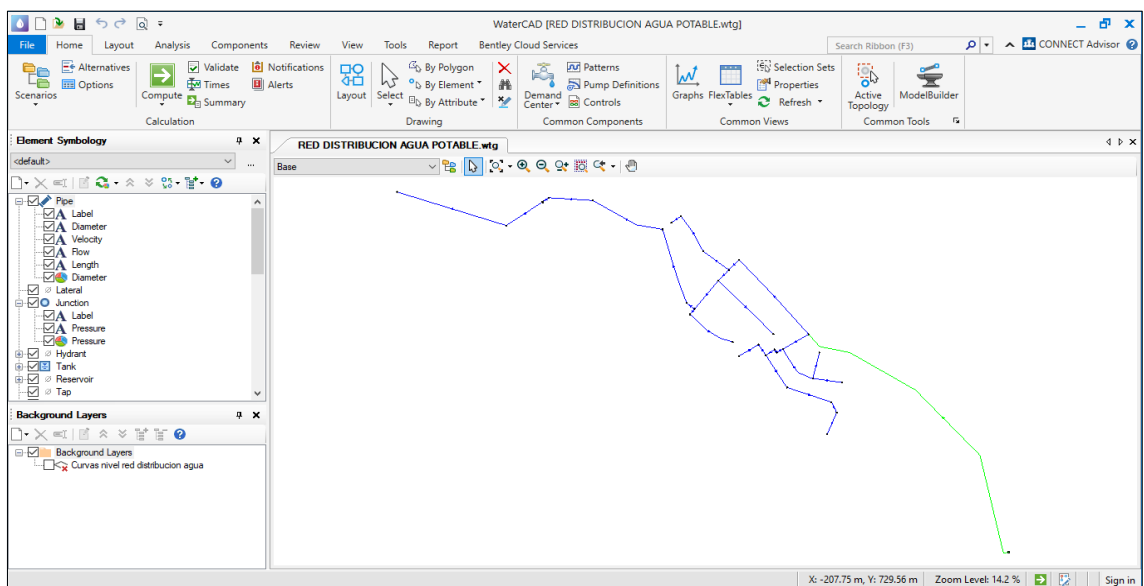 WaterCAD [RED DISTRIBUCION AGUA POTABLE.wtg]
File Home Layout Analysis Components Review View Tools Report Bentley Cloud Services Search Ribbon (F3) CONNECT Advisor
Scenarios
Alternatives
Options
Compute
Validate
Times
Summary
Notifications
Alerts
Calculation
Layout
Select
By Polygon
By Element
By Attribute
Drawing
Demand Center
Patterns
Pump Definitions
Controls
Common Components
Graphs
FlexTables
Selection Sets
Properties
Refresh
Common Views
Active Topology
ModelBuilder
Common Tools
Element Symbology
<default>
Pipe
Label
Diameter
Velocity
Flow
Length
Diameter
Lateral
Junction
Label
Pressure
Pressure
Hydrant
Tank
Reservoir
Tap
Background Layers
Background Layers
Curvas nivel red distribucion agua
RED DISTRIBUCION AGUA POTABLE.wtg
Base
X: -207.75 m, Y: 729.56 m Zoom Level: 14.2 % Sign in